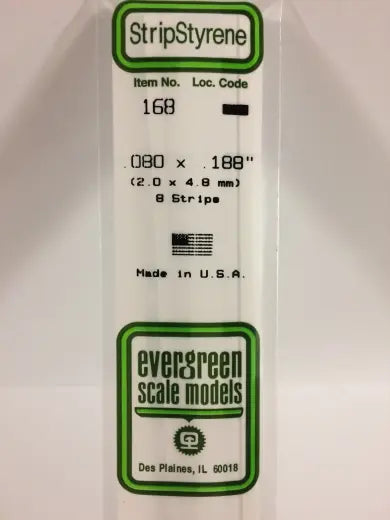 StripStyrene
Item No. Loc. Code
168
.080 x .188"
(2.0 x 4.8 mm)
8 Strips
Made in U.S.A.
evergreen
scale models
Des Plaines, IL 60018